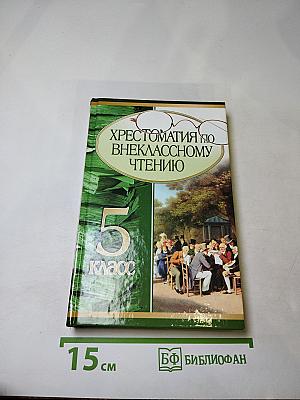 ХРЕСТОМАТИЯ ПО
ВНЕКЛАССНОМУ
ЧТЕНИЮ
5
класс
15 см
БФ БИБЛИОФАН